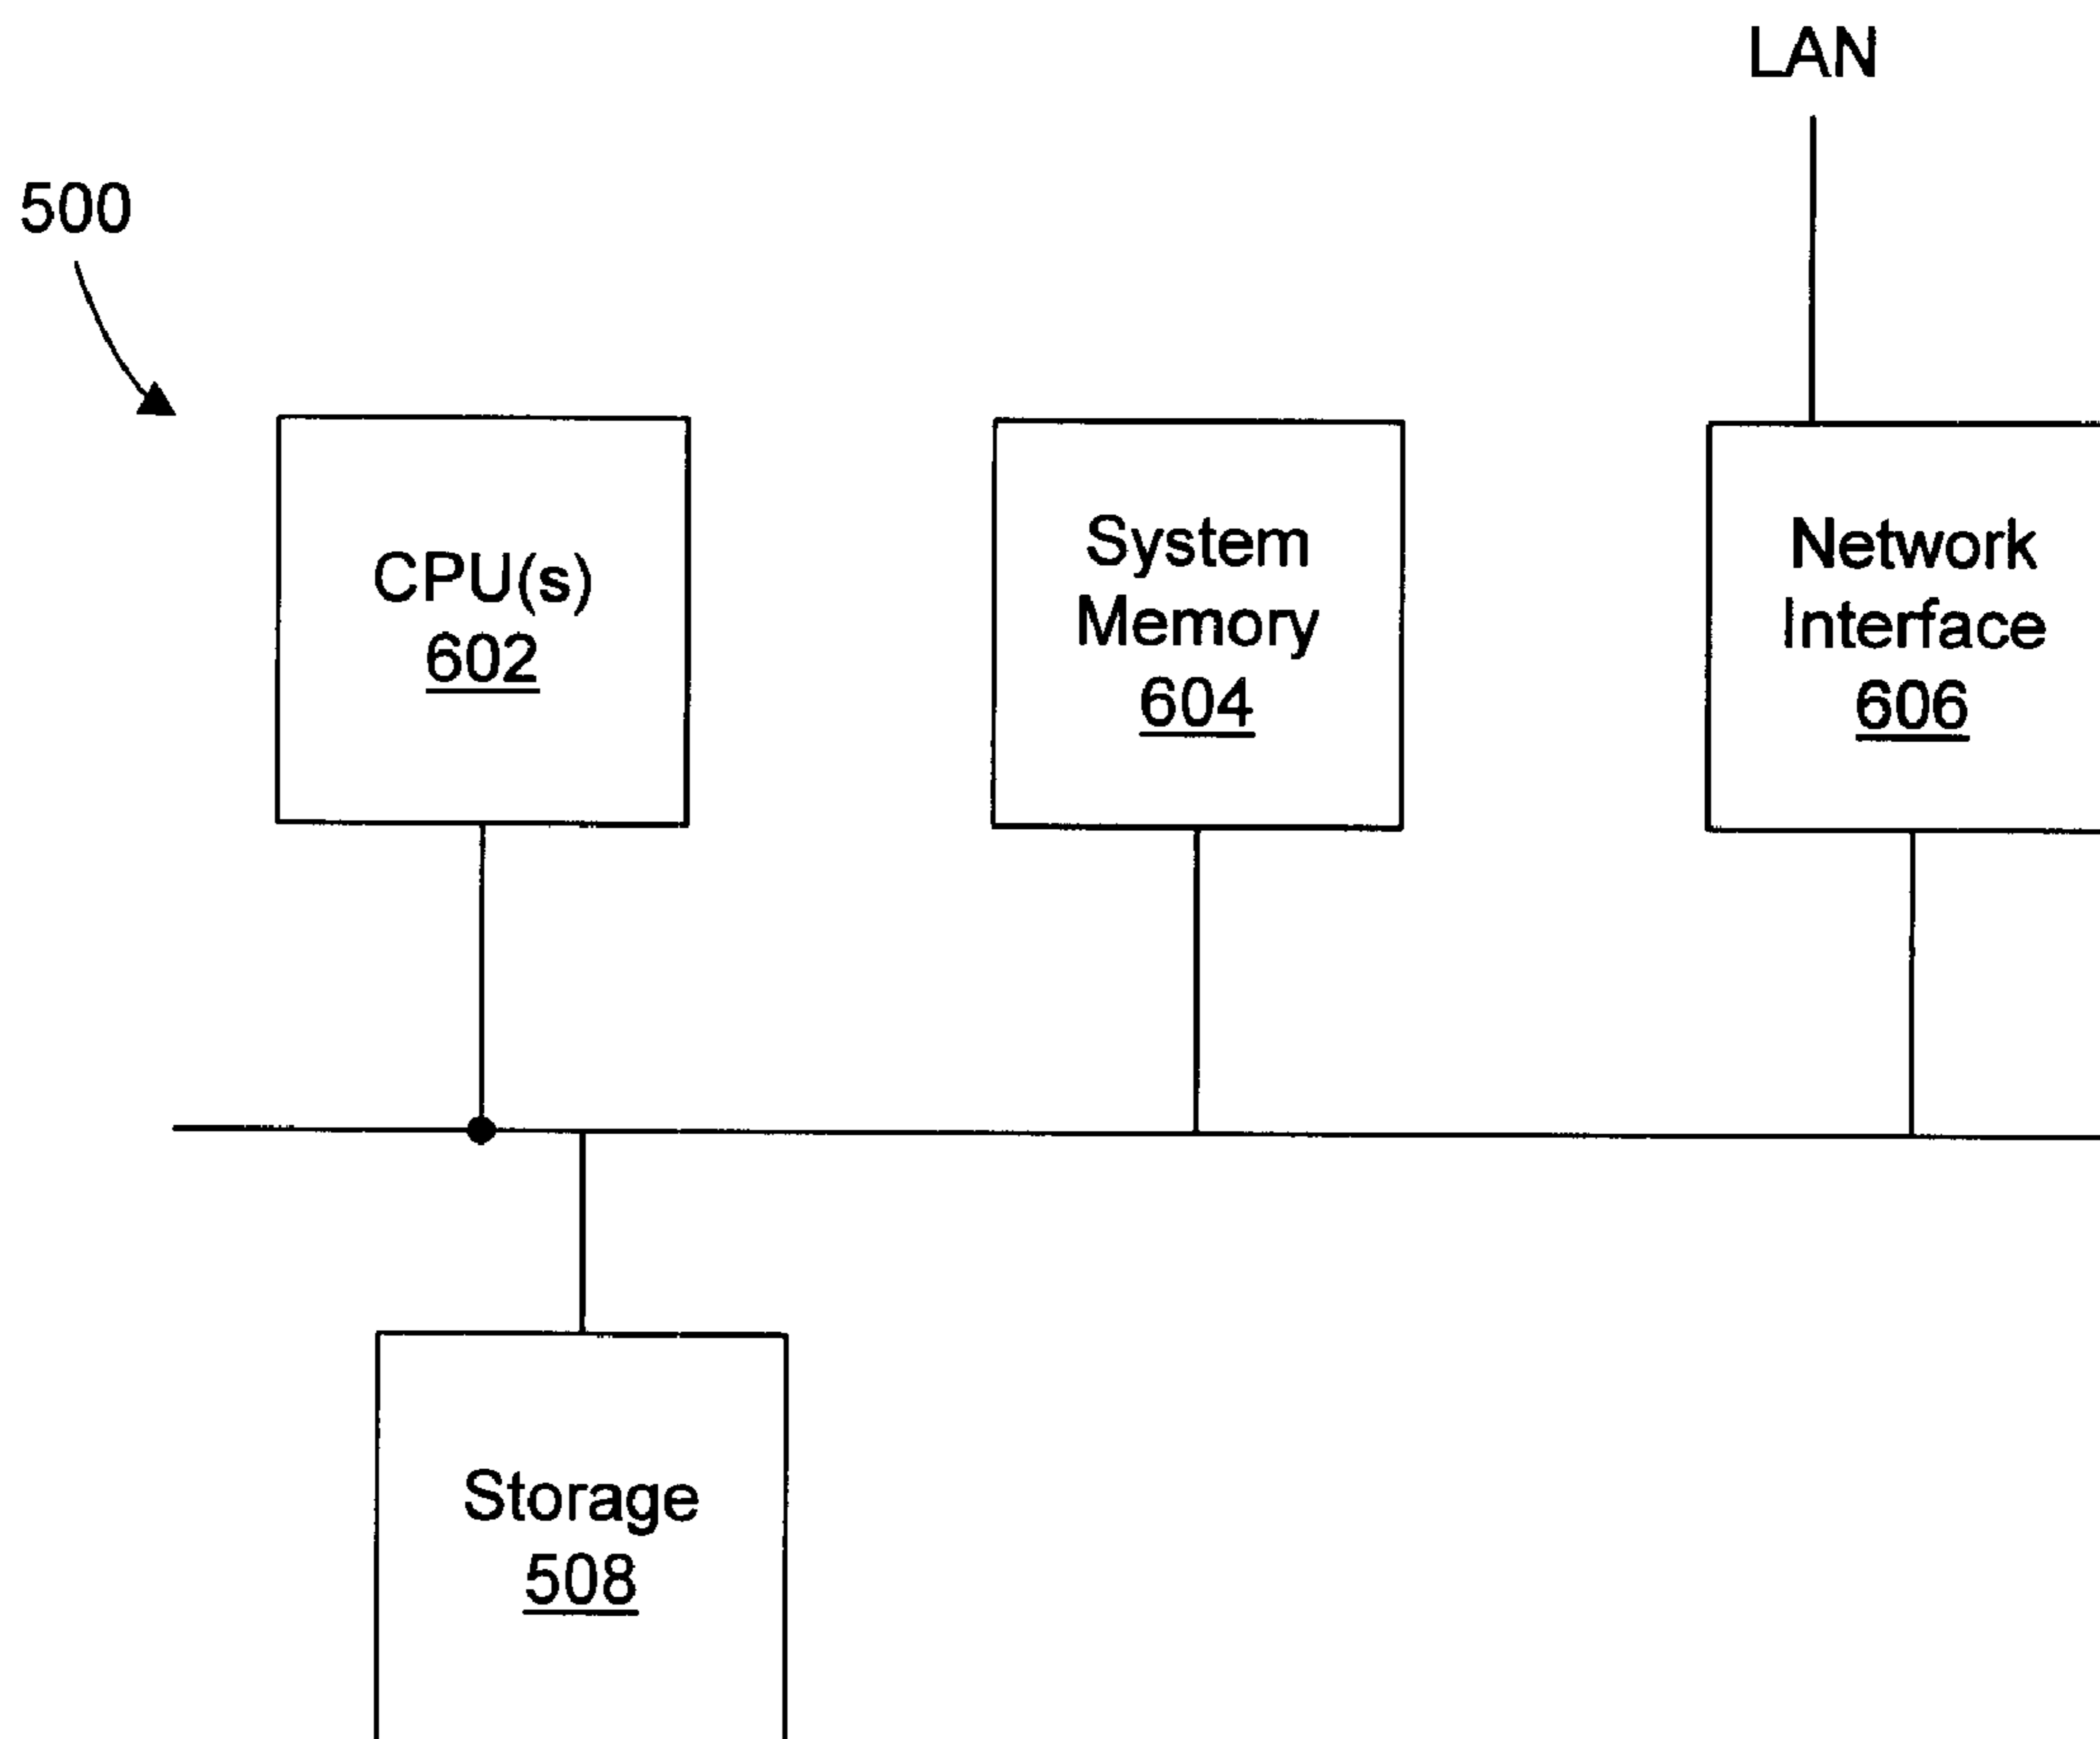 LAN
500
CPU(s)
602
System
Memory
604
Network
Interface
606
Storage
508